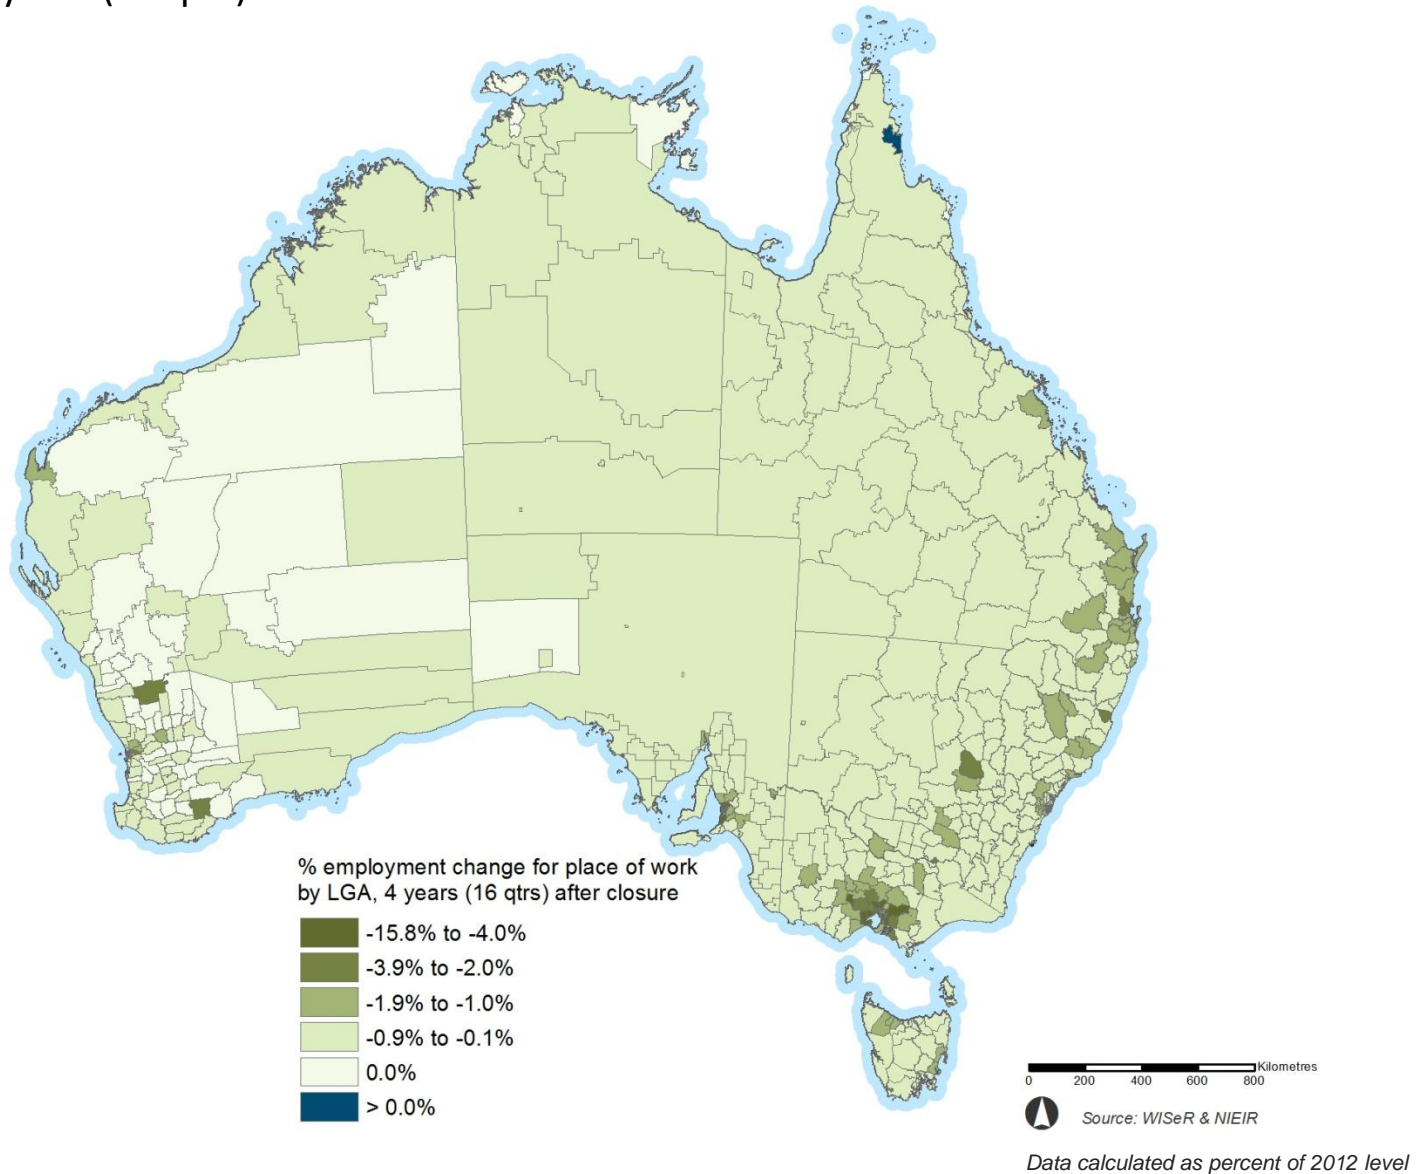 % employment change for place of work
by LGA, 4 years (16 qtrs) after closure
-15.8% to -4.0%
-3.9% to -2.0%
-1.9% to -1.0%
-0.9% to -0.1%
0.0%
> 0.0%
Kilometres
0 200 400 600 800
Source: WISeR & NIEIR
Data calculated as percent of 2012 level